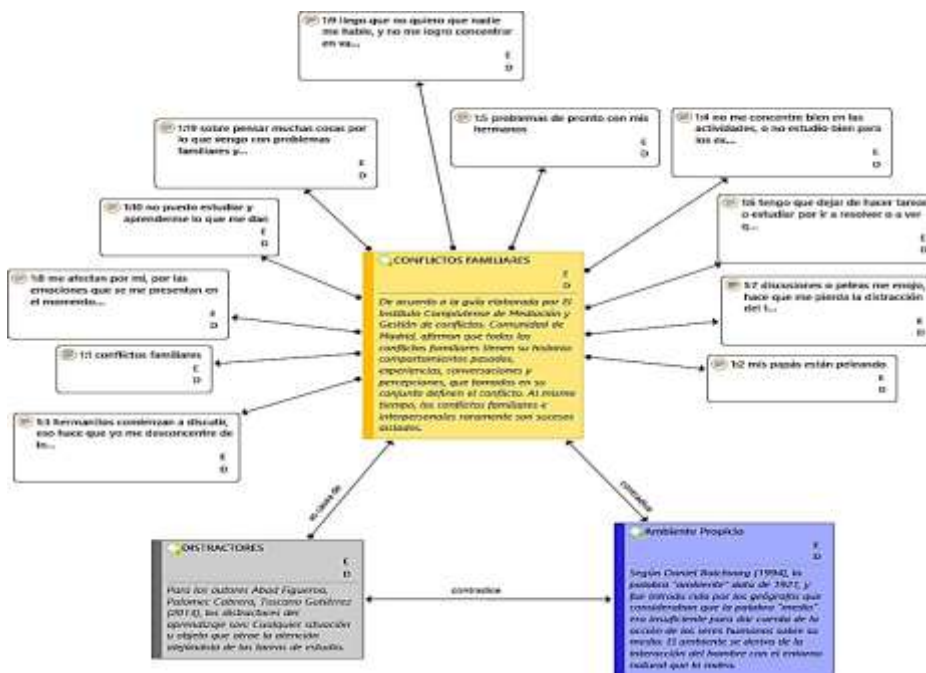 1:9 llego que no quiero que nadie
me hable, y no me logro concentrar
en va...
E
D
1:19 sobre pensar muchas cosas por
lo que vengo con problemas
familiares y...
E
D
1:5 problemas de pronto con mis
hermanos
E
D
1:4 no me concentro bien en las
actividades, o no estudio bien para
los ex...
E
D
1:10 no puedo estudiar y
aprenderme lo que me dan
E
D
1:6 tengo que dejar de hacer tareas
o estudiar por ir a resolver o a ver
q...
E
D
1:8 me afectan por mi, por las
emociones que se me presentan en
el momento...
E
D
1:7 discusiones o peleas me enojo,
hace que me pierda la distracción
del t...
E
D
1:1 conflictos familiares
E
D
1:2 mis papás están peleando
E
D
1:3 hermanitos comienzan a discutir,
eso hace que yo me desconcentre de
lo...
E
D
CONFLICTOS FAMILIARES
E
D
De acuerdo a la guía elaborada por El
Instituto Complutense de Mediación y
Gestión de conflictos. Comunidad de
Madrid, afirman que todos los
conflictos familiares tienen su historia:
comportamientos pasados,
experiencias, conversaciones y
percepciones, que tomados en su
conjunto definen el conflicto. Al mismo
tiempo, los conflictos familiares e
interpersonales raramente son sucesos
aislados.
es causa de
contradice
DISTRACTORES
E
D
Para los autores Abad Figueroa,
Palomec Cabrera, Toscano Gutiérrez
(2013), los distractores del
aprendizaje son: Cualquier situación
u objeto que atrae la atención
alejándola de las tareas de estudio.
contradice
Ambiente Propicio
E
D
Según Daniel (1994), la
palabra "ambiente" data de 1921, y
fue introducida por los geógrafos que
consideraban que la palabra "medio"
era insuficiente para dar cuenta de la
acción de los seres humanos sobre su
medio. El ambiente se deriva de la
interacción del hombre con el entorno
natural que lo rodea.